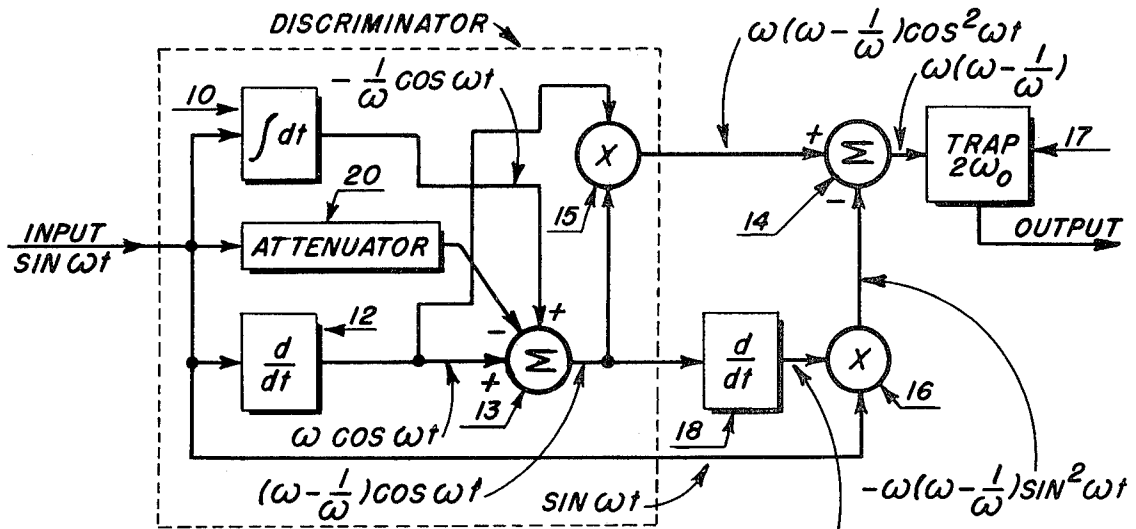 DISCRIMINATOR
ω(ω-1/ω)COS²ωt
-1/ω COS ωt
ω(ω-1/ω)
10
∫dt
X
+
Σ
TRAP
2ω₀
17
20
15
14
-
INPUT
SIN ωt
ATTENUATOR
OUTPUT
12
-
+
d/dt
Σ
+
13
d/dt
X
16
18
ω COS ωt
(ω-1/ω)COS ωt
SIN ωt
-ω(ω-1/ω)SIN²ωt